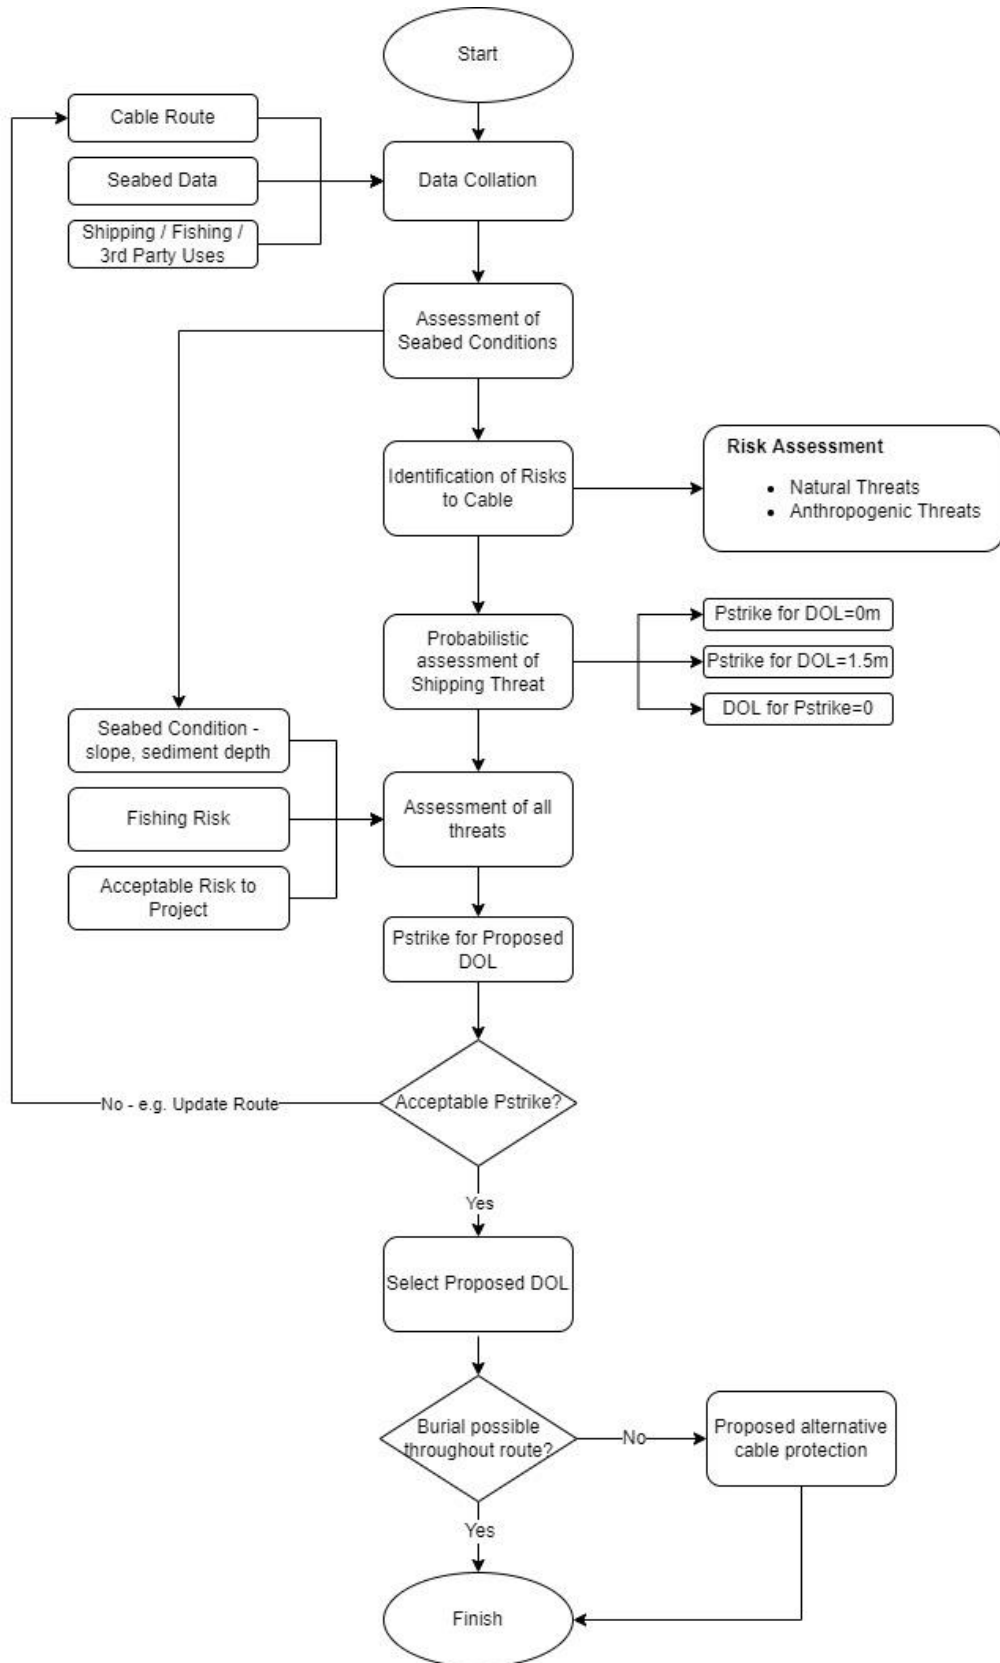 Start
Cable Route
Seabed Data
Shipping / Fishing /
3rd Party Uses
Data Collation
Assessment of
Seabed Conditions
Identification of Risks
to Cable
Risk Assessment
• Natural Threats
• Anthropogenic Threats
Probabilistic
assessment of
Shipping Threat
Pstrike for DOL=0m
Pstrike for DOL=1.5m
DOL for Pstrike=0
Seabed Condition -
slope, sediment depth
Fishing Risk
Acceptable Risk to
Project
Assessment of all
threats
Pstrike for Proposed
DOL
Acceptable Pstrike?
No - e.g. Update Route
Yes
Select Proposed DOL
Burial possible
throughout route?
No
Proposed alternative
cable protection
Yes
Finish